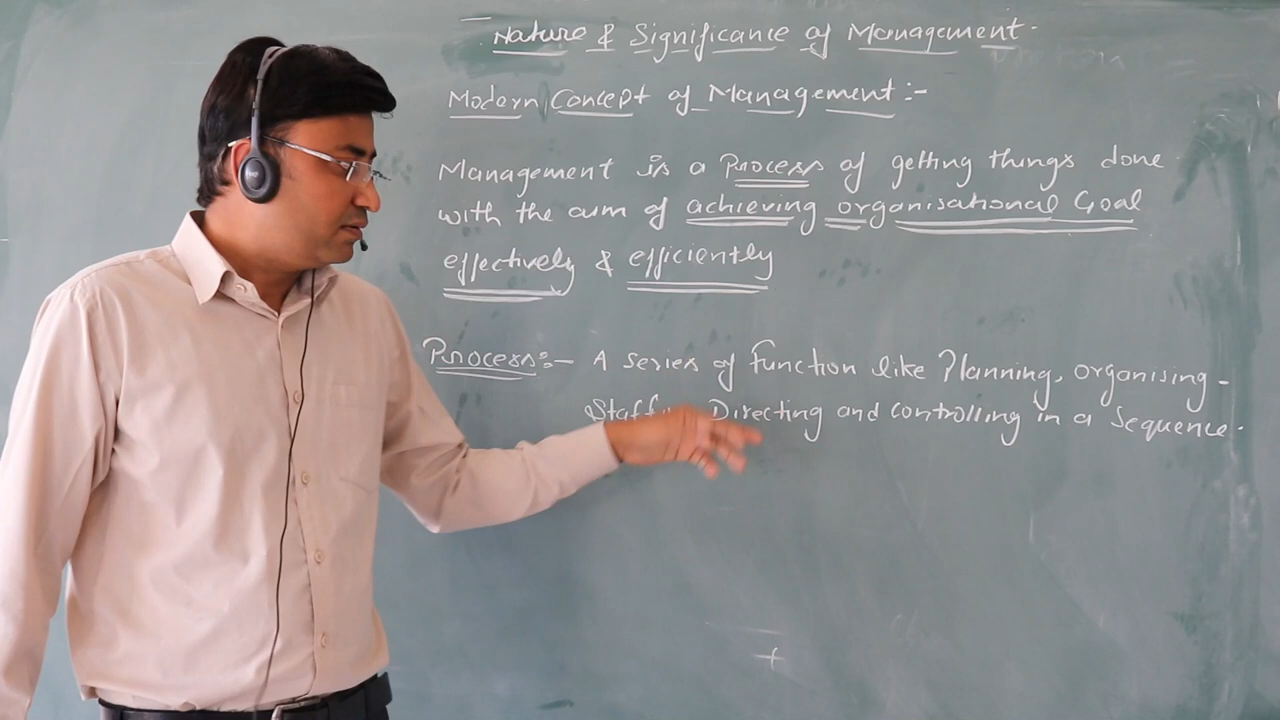 Nature & Significance of Management.
Modern Concept of Management :-
Management is a Process of getting things done
with the aim of achieving organisational Goal
effectively & efficiently
Process:- A series of Function like Planning, organising -
Directing and controlling in a sequence.